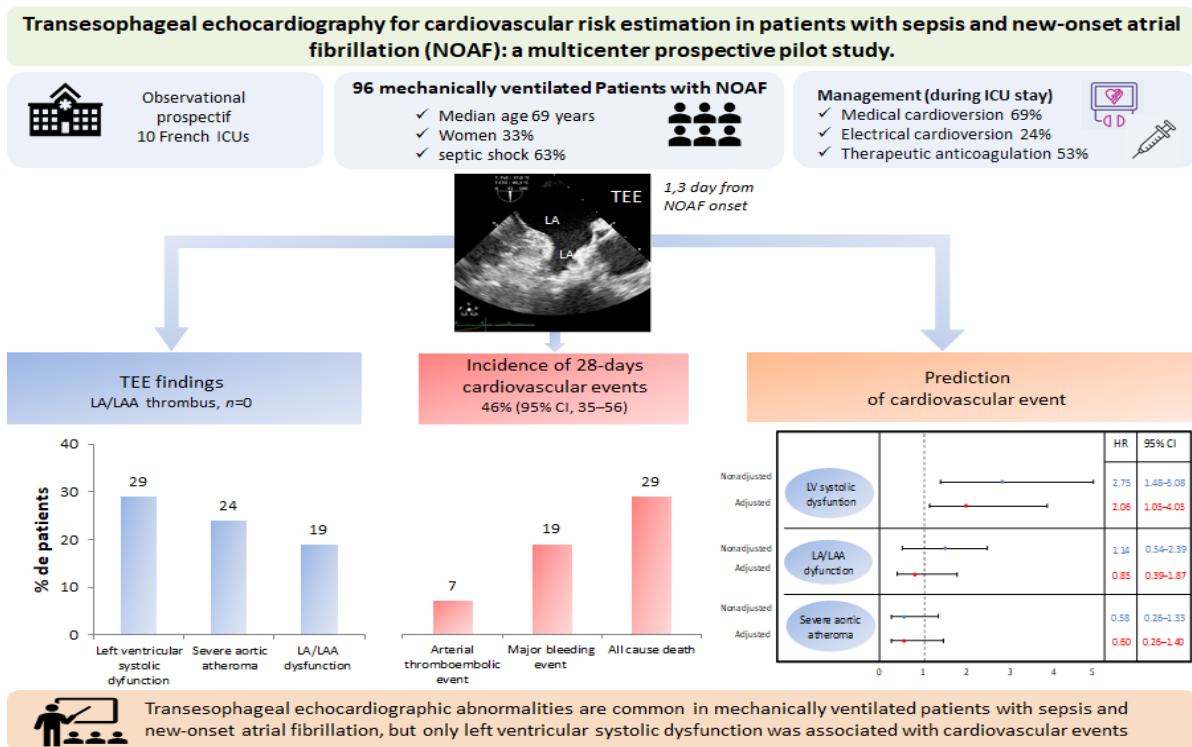 Transesophageal echocardiography for cardiovascular risk estimation in patients with sepsis and new-onset atrial
fibrillation (NOAF): a multicenter prospective pilot study.
Observational
prospectif
10 French ICUs
96 mechanically ventilated Patients with NOAF
✓ Median age 69 years
✓ Women 33%
✓ septic shock 63%
Management (during ICU stay)
✓ Medical cardioversion 69%
✓ Electrical cardioversion 24%
✓ Therapeutic anticoagulation 53%
TEE
LA
LA
1,3 day from
NOAF onset
TEE findings
LA/LAA thrombus, n=0
Incidence of 28-days
cardiovascular events
46% (95% CI, 35–56)
Prediction
of cardiovascular event
% de patients
40
30
20
10
0
29
24
19
Left ventricular
systolic
dyfunction
Severe aortic
atheroma
LA/LAA
dysfunction
7
19
29
Arterial
thromboembolic
event
Major bleeding
event
All cause death
HR
95% CI
Nonadjusted
LV systolic
dysfuntion
Adjusted
2.75
1.48–5.08
2.06
1.05–4.05
Nonadjusted
LA/LAA
dyfunction
Adjusted
1.14
0.54–2.39
0.85
0.39–1.87
Nonadjusted
Severe aortic
atheroma
Adjusted
0.58
0.26–1.33
0.60
0.26–1.40
0 1 2 3 4 5
Transesophageal echocardiographic abnormalities are common in mechanically ventilated patients with sepsis and
new-onset atrial fibrillation, but only left ventricular systolic dysfunction was associated with cardiovascular events